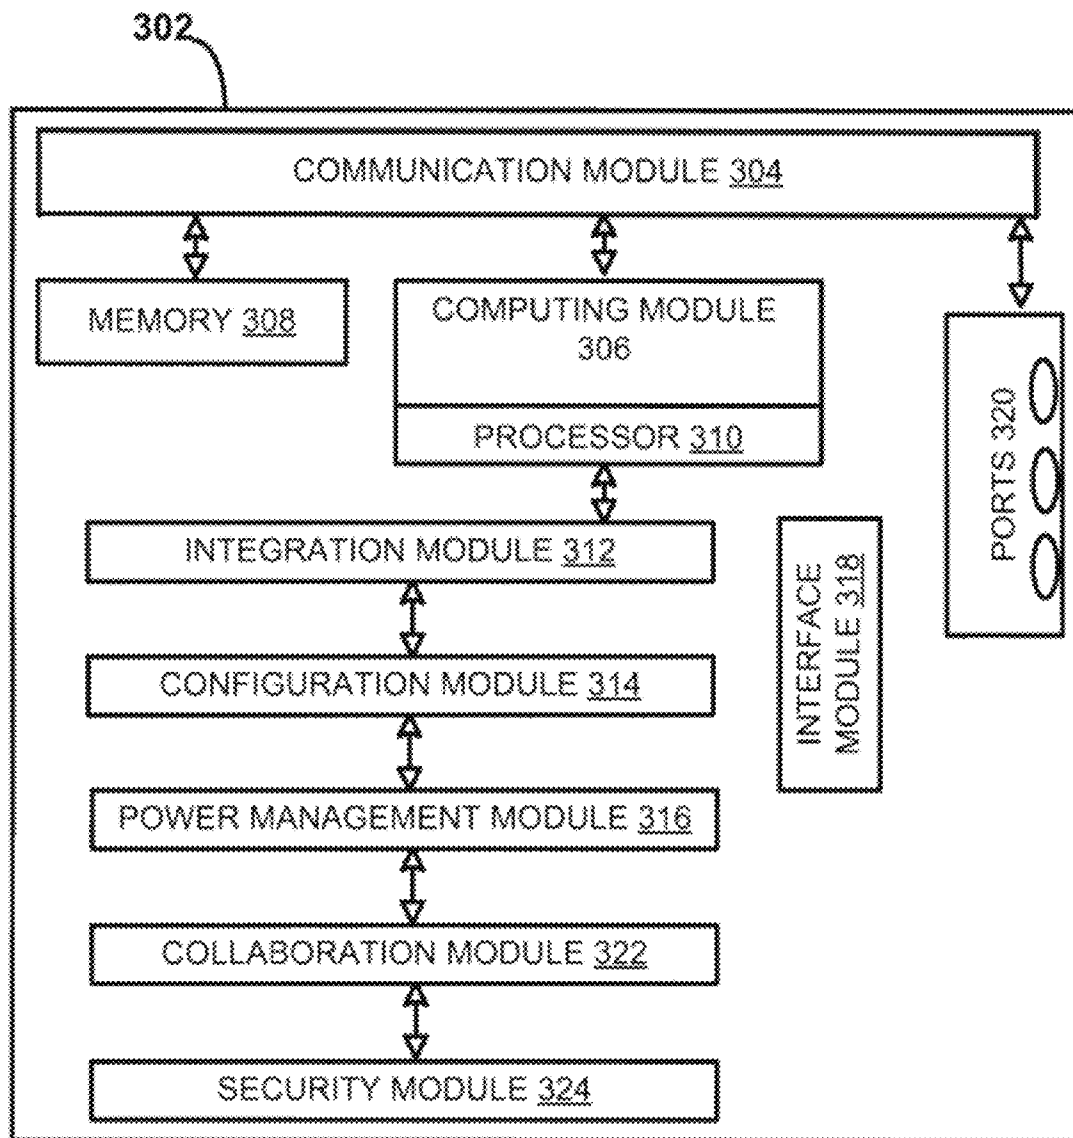 302
COMMUNICATION MODULE 304
MEMORY 308
COMPUTING MODULE
306
PROCESSOR 310
PORTS 320
INTEGRATION MODULE 312
INTERFACE
MODULE 318
CONFIGURATION MODULE 314
POWER MANAGEMENT MODULE 316
COLLABORATION MODULE 322
SECURITY MODULE 324